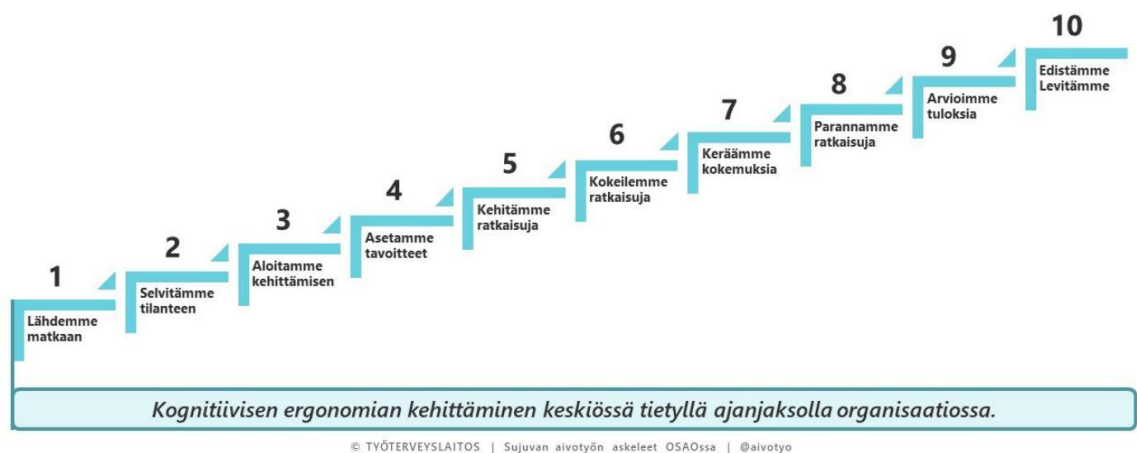 1
Lähdemme
matkaan
2
Selvitämme
tilanteen
3
Aloitamme
kehittämisen
4
Asetamme
tavoitteet
5
Kehitämme
ratkaisuja
6
Kokeilemme
ratkaisuja
7
Keräämme
kokemuksia
8
Parannamme
ratkaisuja
9
Arvioimme
tuloksia
10
Edistämme
Levitämme
Kognitiivisen ergonomian kehittäminen keskiössä tietyllä ajanjaksolla organisaatiossa.
© TYÖTERVEYSLAITOS | Sujuvan aivotyön askeleet OSAOssa | @aivotyo